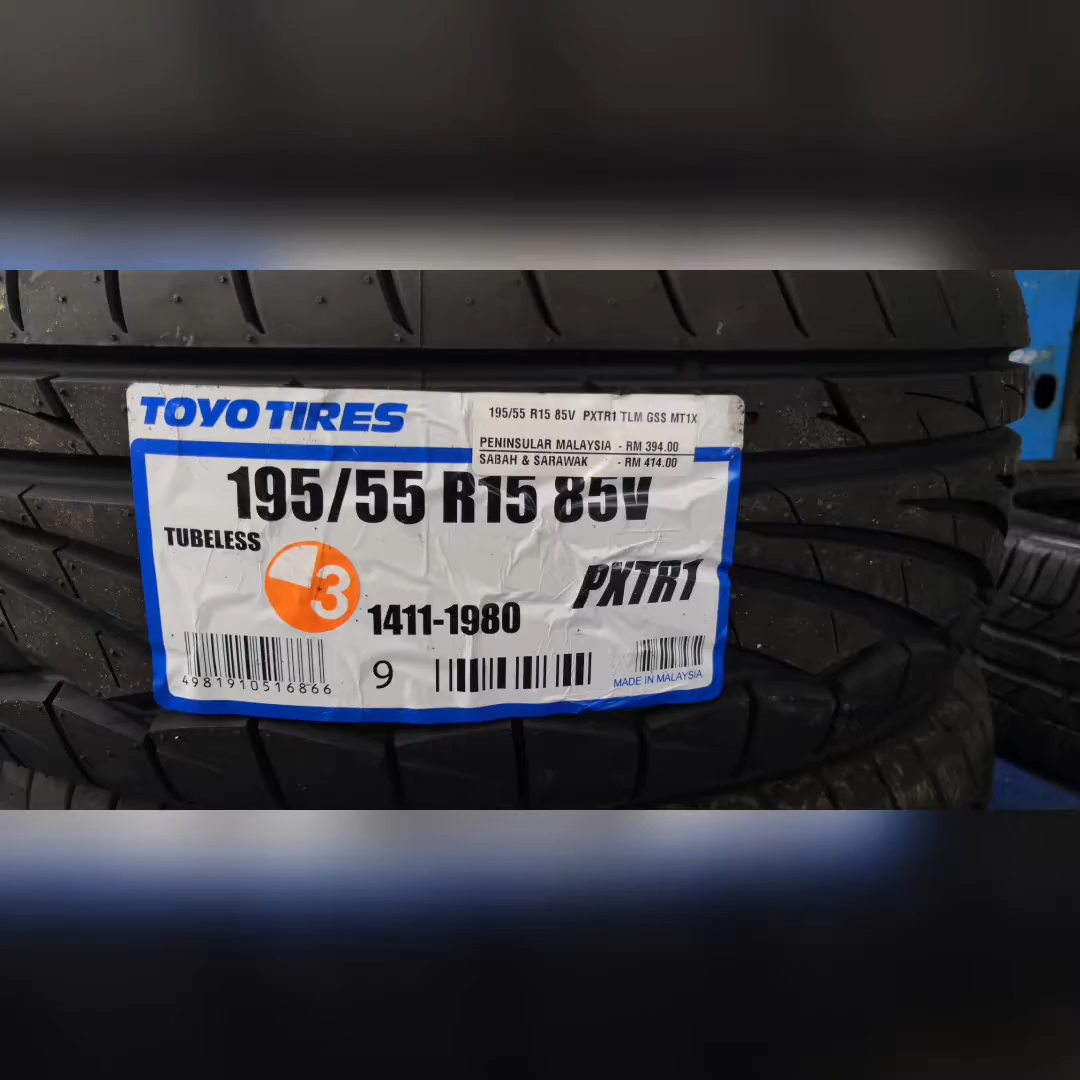 TOYO TIRES
195/55 R15 85V PXTR1 TLM GSS MT1X
PENINSULAR MALAYSIA - RM 394.00
SABAH & SARAWAK - RM 414.00
195/55 R15 85V
TUBELESS
3
PXTR1
1411-1980
4981910516866
9
MADE IN MALAYSIA